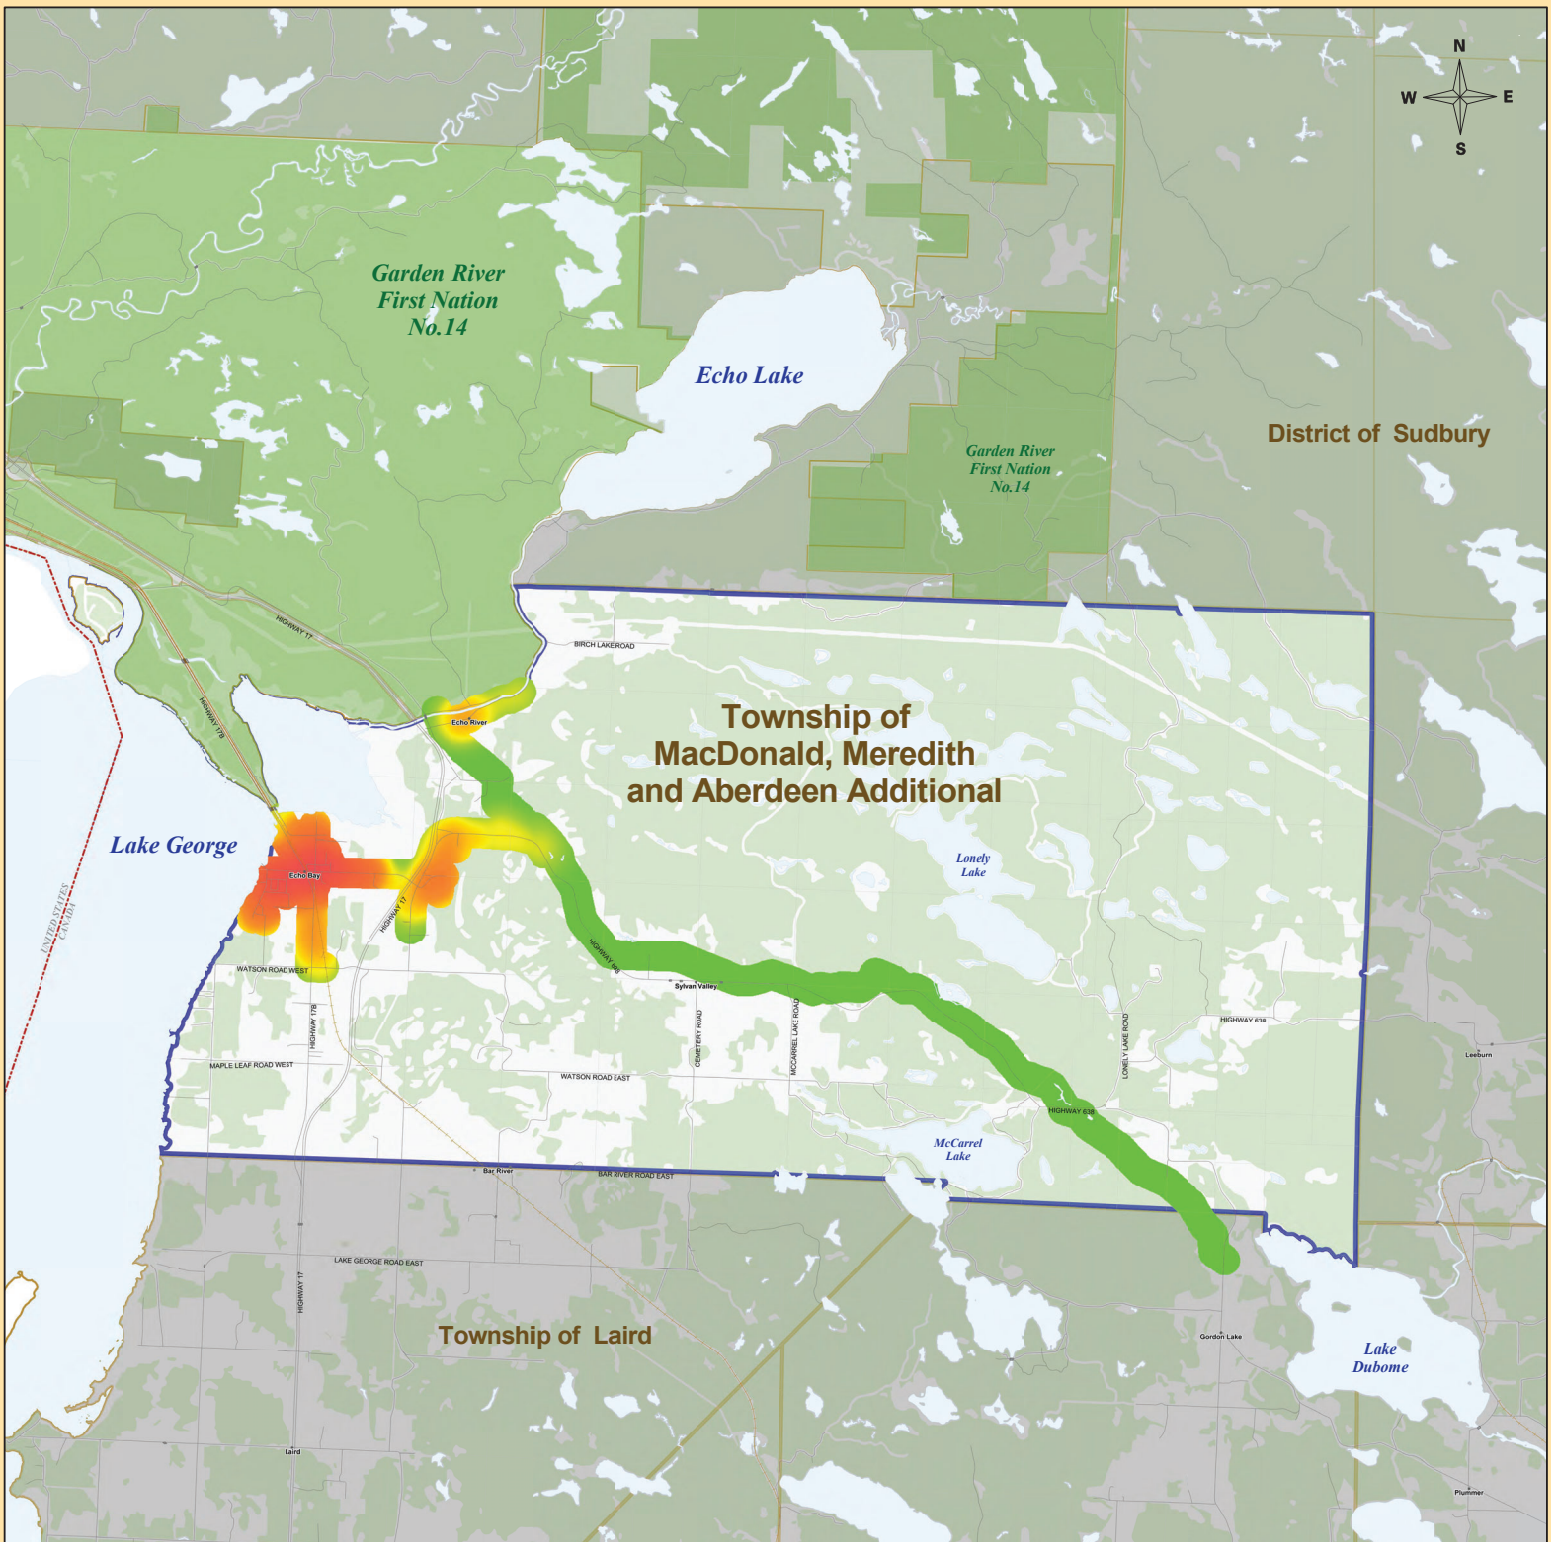 N
W E
S
Garden River
First Nation
No.14
Echo Lake
District of Sudbury
Garden River
First Nation
No.14
HIGHWAY 17
BIRCH LAKEROAD
HIGHWAY 17B
Echo River
Township of
MacDonald, Meredith
and Aberdeen Additional
Lake George
Echo Bay
Lonely
Lake
UNITED STATES
CANADA
HIGHWAY 17
HIGHWAY 638
WATSON ROAD WEST
Sylvan Valley
HIGHWAY 17B
CEMETERY ROAD
MCCARREL LAKE ROAD
LONELY LAKE ROAD
HIGHWAY 638
Leeburn
MAPLE LEAF ROAD WEST
WATSON ROAD EAST
HIGHWAY 638
McCarrel
Lake
Bar River
BAR RIVER ROAD EAST
LAKE GEORGE ROAD EAST
HIGHWAY 17
Township of Laird
Gordon Lake
Lake
Dubome
laird
Plummer